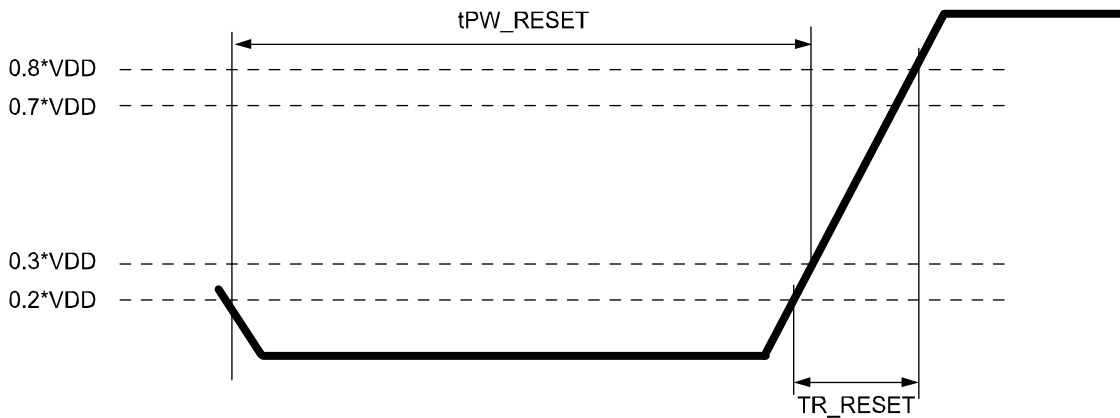 tPW_RESET
0.8*VDD
0.7*VDD
0.3*VDD
0.2*VDD
TR_RESET